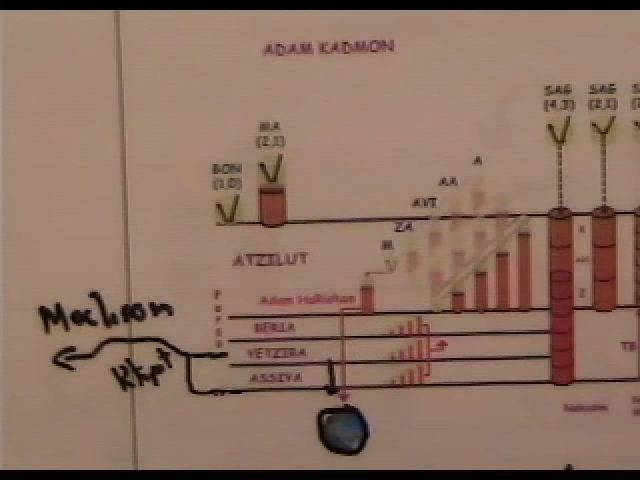 ADAM KADMON
SAG SAG
(4,3) (2,1)
MA
(2,1)
A
BON
(1,0)
AA
AVI
ZA
M
ATZILUT
Adam HaRishon
BERIA
YETZIRA
ASSIYA
Machsom
TB